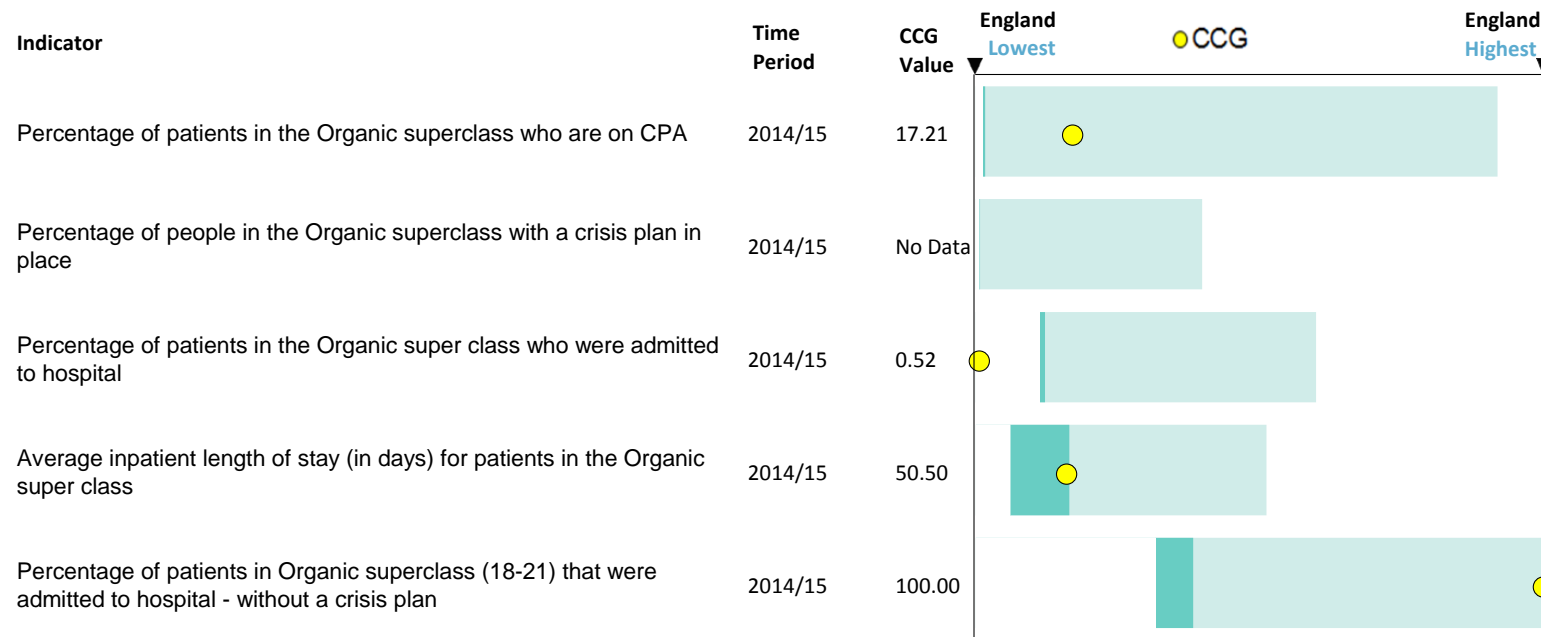 Indicator
Time
Period
CCG
Value
England
Lowest
CCG
England
Highest
Percentage of patients in the Organic superclass who are on CPA
2014/15
17.21
Percentage of people in the Organic superclass with a crisis plan in
place
2014/15
No Data
Percentage of patients in the Organic super class who were admitted
to hospital
2014/15
0.52
Average inpatient length of stay (in days) for patients in the Organic
super class
2014/15
50.50
Percentage of patients in Organic superclass (18-21) that were
admitted to hospital - without a crisis plan
2014/15
100.00